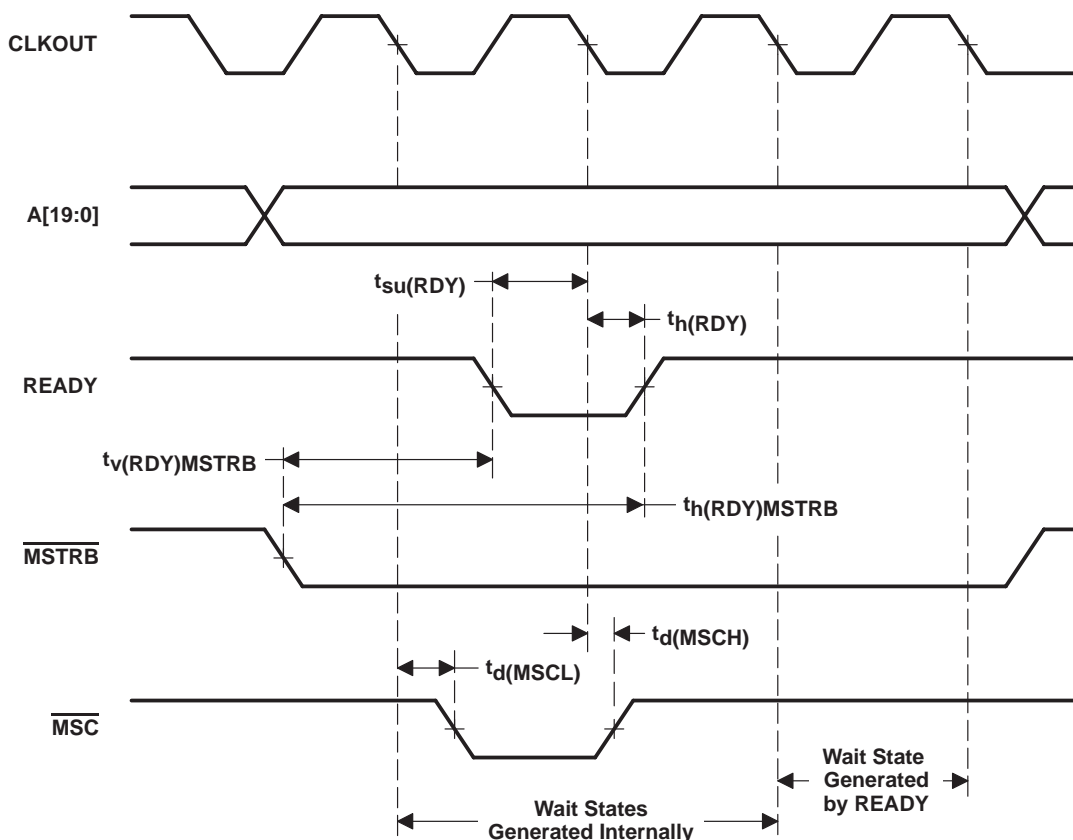 CLKOUT
A[19:0]
tsu(RDY)
th(RDY)
READY
tv(RDY)MSTRB
th(RDY)MSTRB
MSTRB
td(MSCH)
td(MSCL)
MSC
Wait State
Generated
by READY
Wait States
Generated Internally